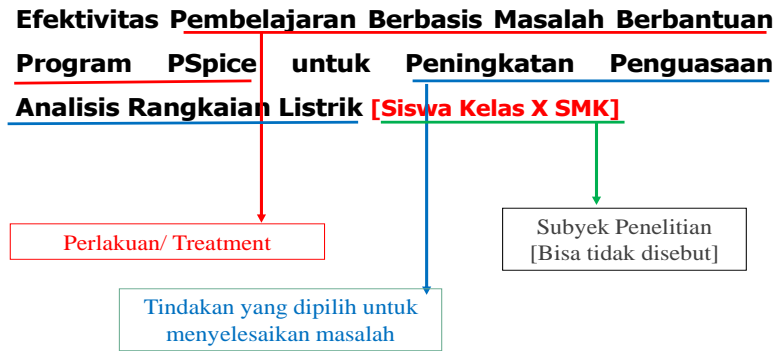 Efektivitas Pembelajaran Berbasis Masalah Berbantuan
Program PSpice untuk Peningkatan Penguasaan
Analisis Rangkaian Listrik [Siswa Kelas X SMK]
Perlakuan/ Treatment
Subyek Penelitian
[Bisa tidak disebut]
Tindakan yang dipilih untuk
menyelesaikan masalah